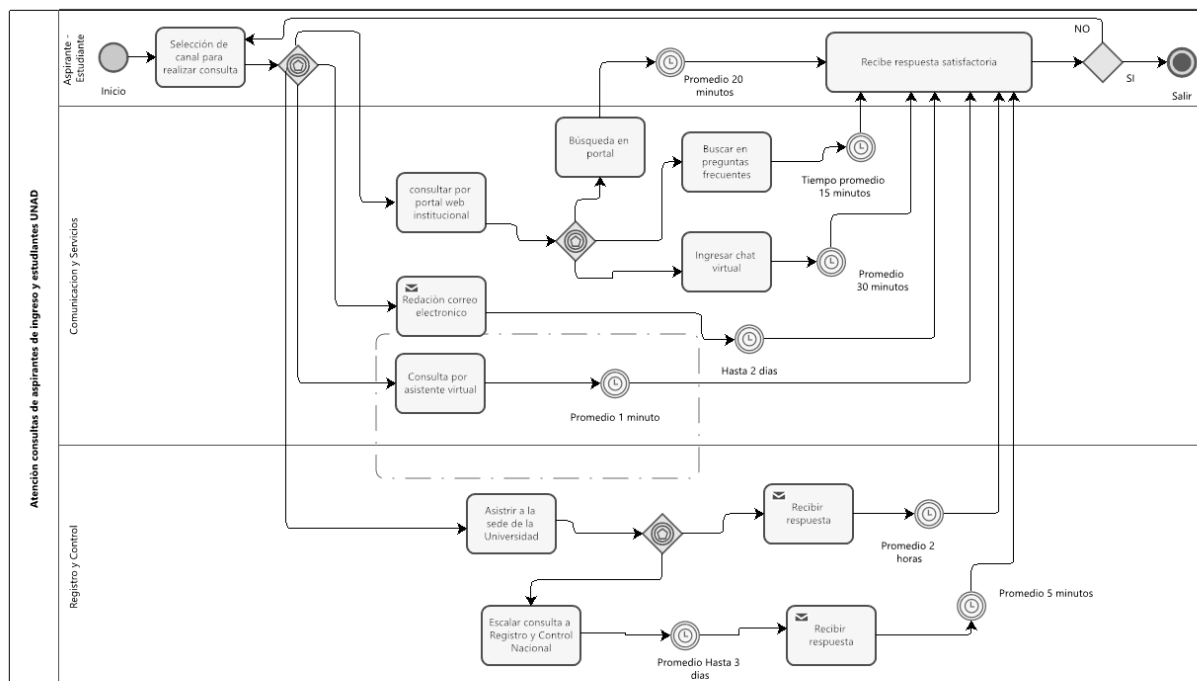 Atenciòn consultas de aspirantes de ingreso y estudiantes UNAD
Aspirante -
Estudiante
Inicio
Selección de
canal para
realizar consulta
Promedio 20
minutos
Recibe respuesta satisfactoria
NO
SI
Salir
Comunicacion y Servicios
Búsqueda en
portal
consultar por
portal web
institucional
Buscar en
preguntas
frecuentes
Tiempo promedio
15 minutos
Ingresar chat
virtual
Promedio
30 minutos
Redaciòn correo
electronico
Hasta 2 dias
Consulta por
asistente virtual
Promedio 1 minuto
Registro y Control
Asistrir a la
sede de la
Universidad
Recibir
respuesta
Promedio 2
horas
Escalar consulta a
Registro y Control
Nacional
Promedio Hasta 3
dias
Recibir
respuesta
Promedio 5 minutos